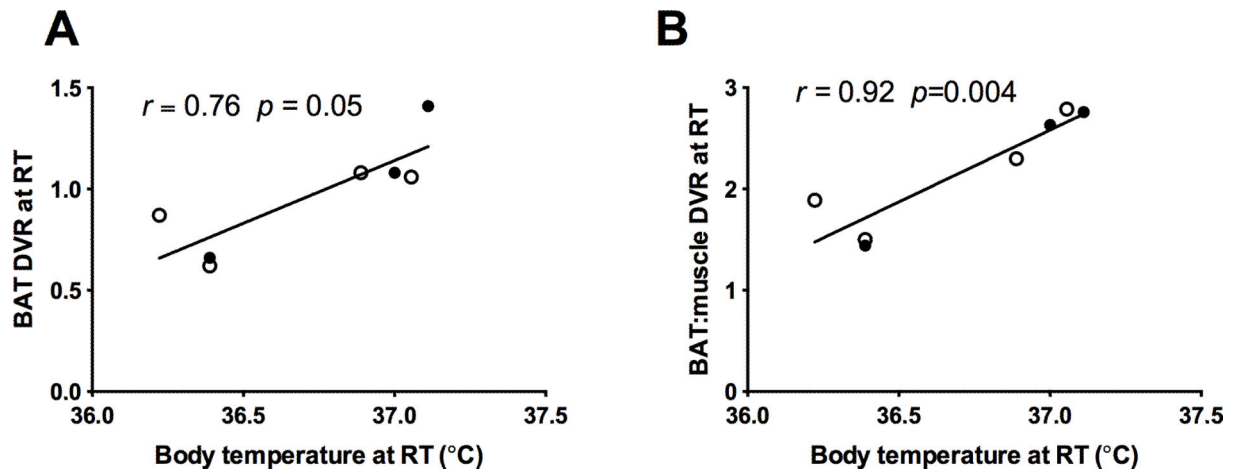 A
r = 0.76 p = 0.05
BAT DVR at RT
1.5
1.0
0.5
0.0
36.0 36.5 37.0 37.5
Body temperature at RT (°C)
B
r = 0.92 p=0.004
BAT:muscle DVR at RT
3
2
1
0
36.0 36.5 37.0 37.5
Body temperature at RT (°C)